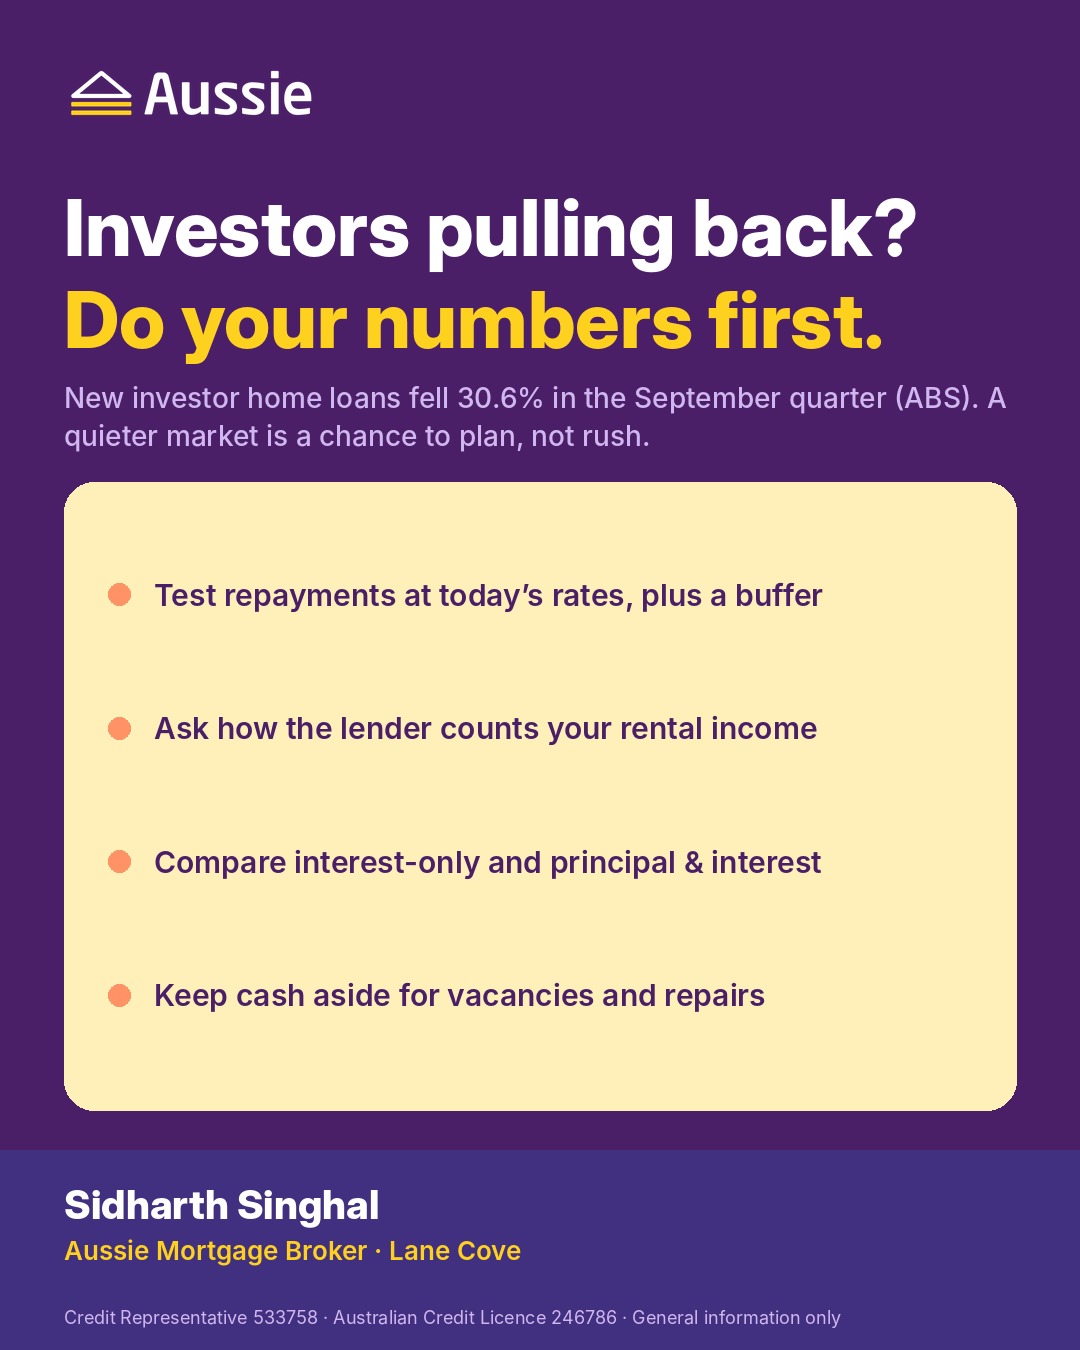 Aussie
Investors pulling back?
Do your numbers first.
New investor home loans fell 30.6% in the September quarter (ABS). A
quieter market is a chance to plan, not rush.
Test repayments at today’s rates, plus a buffer
Ask how the lender counts your rental income
Compare interest-only and principal & interest
Keep cash aside for vacancies and repairs
Sidharth Singhal
Aussie Mortgage Broker · Lane Cove
Credit Representative 533758 · Australian Credit Licence 246786 · General information only